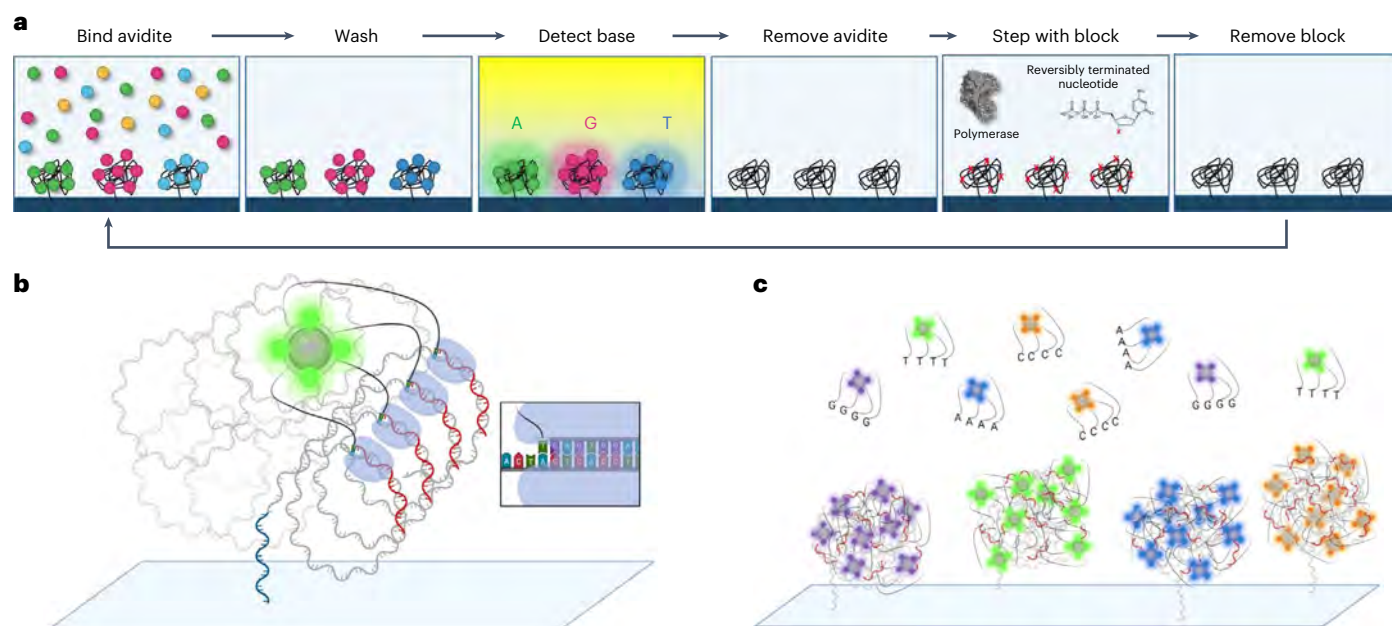 a
Bind avidite
Wash
Detect base
Remove avidite
Step with block
Remove block
A
G
T
Polymerase
Reversibly terminated
nucleotide
b
c
T T T T
C C C C
A
A
A
A
G G G G
A A A A
C C C C
G G G G
T T T T